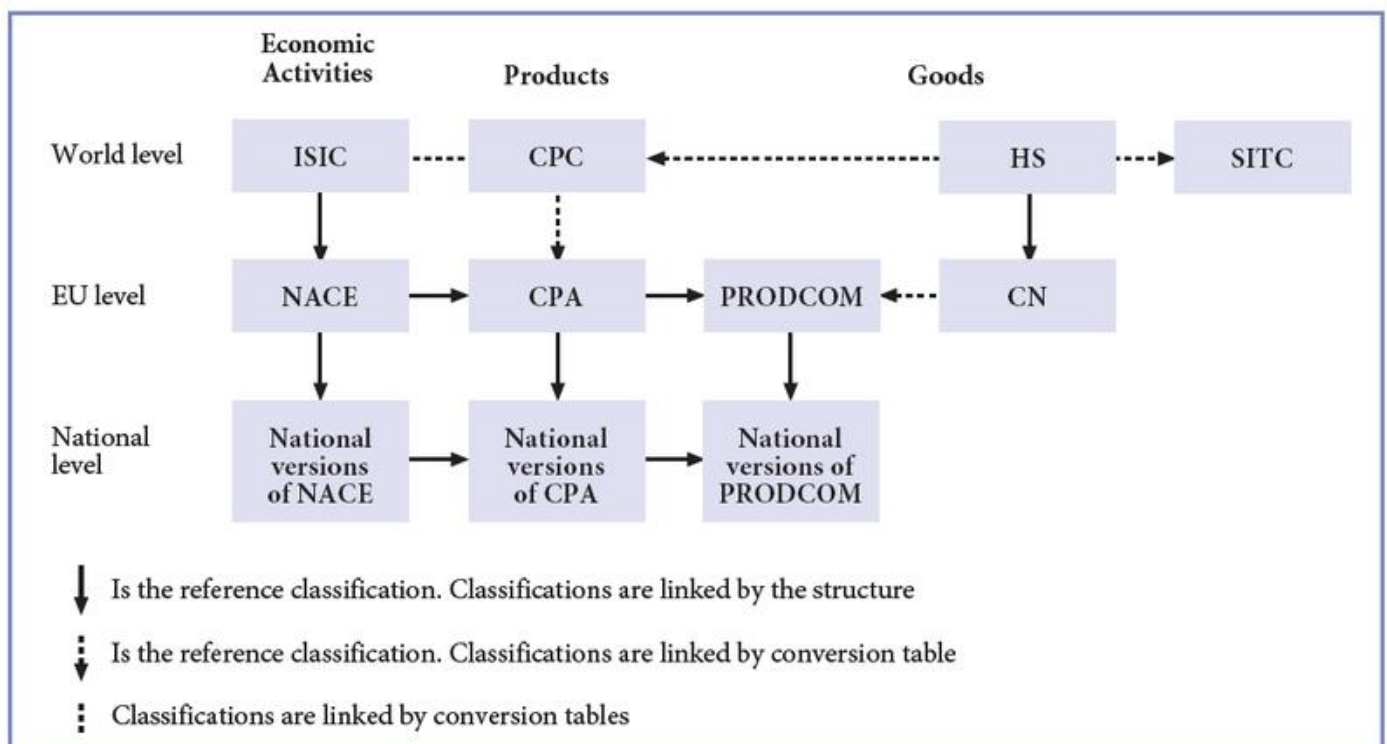 Economic
Activities
Products
Goods
World level
ISIC
CPC
HS
SITC
EU level
NACE
CPA
PRODCOM
CN
National
level
National
versions
of NACE
National
versions
of CPA
National
versions of
PRODCOM
Is the reference classification. Classifications are linked by the structure
Is the reference classification. Classifications are linked by conversion table
Classifications are linked by conversion tables